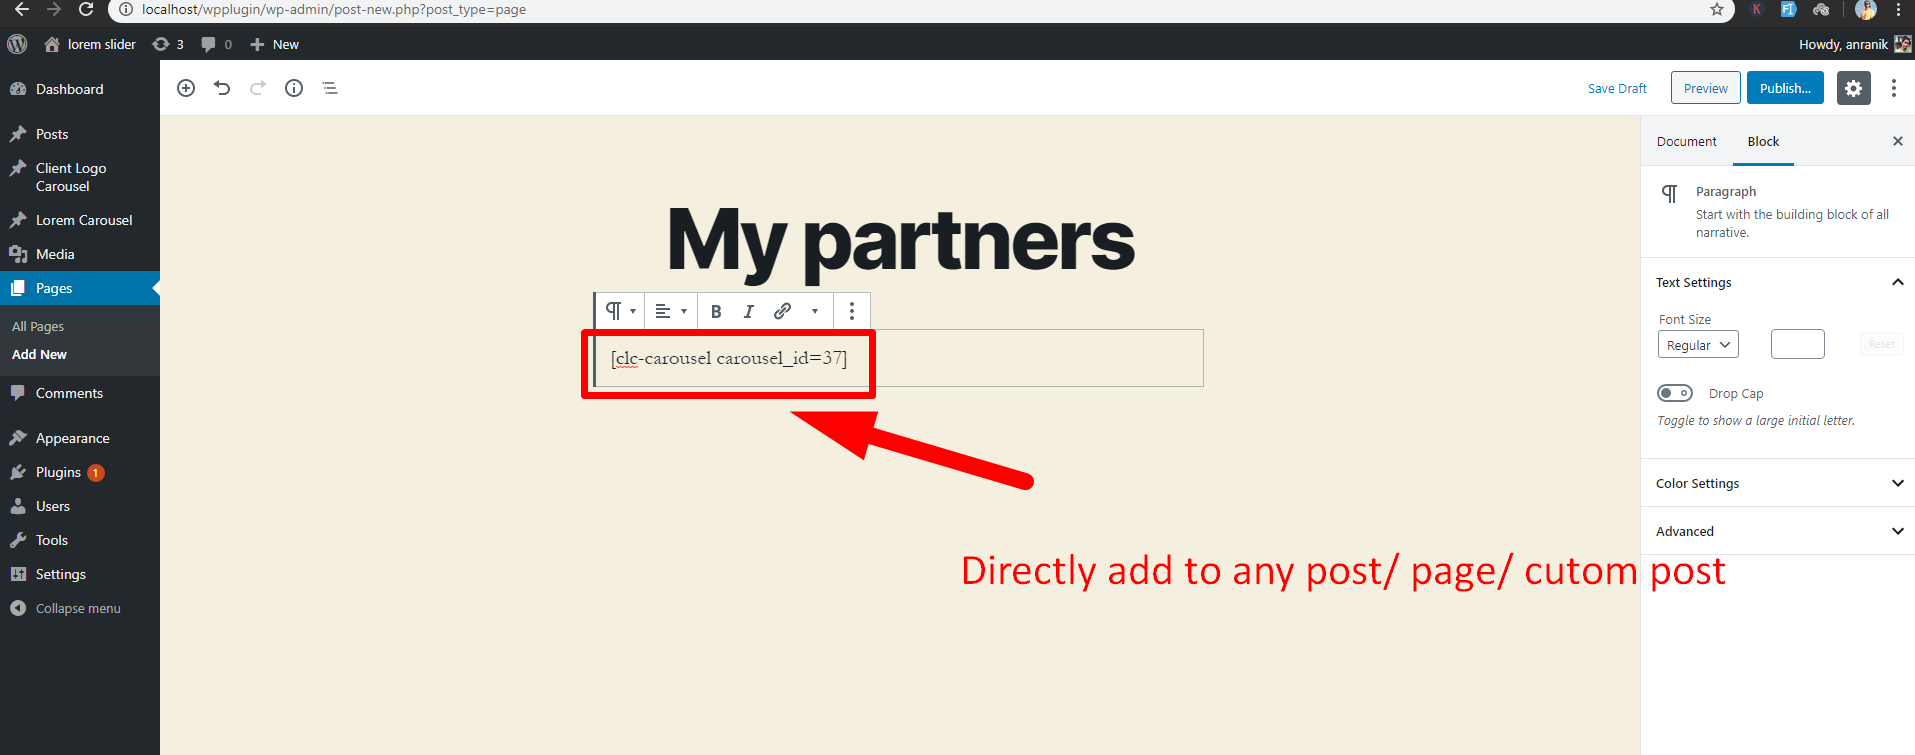 localhost/wpplugin/wp-admin/post-new.php?post_type=page
K
lorem slider 3 0 New
Howdy, anranik
Dashboard
Posts
Client Logo
Carousel
Lorem Carousel
Media
Pages
All Pages
Add New
Comments
Appearance
Plugins 1
Users
Tools
Settings
Collapse menu
Save Draft Preview Publish...
My partners
B I
[clc-carousel carousel_id=37]
Directly add to any post/ page/ cutom post
Document Block
Paragraph
Start with the building block of all
narrative.
Text Settings
Font Size
Regular Reset
Drop Cap
Toggle to show a large initial letter.
Color Settings
Advanced